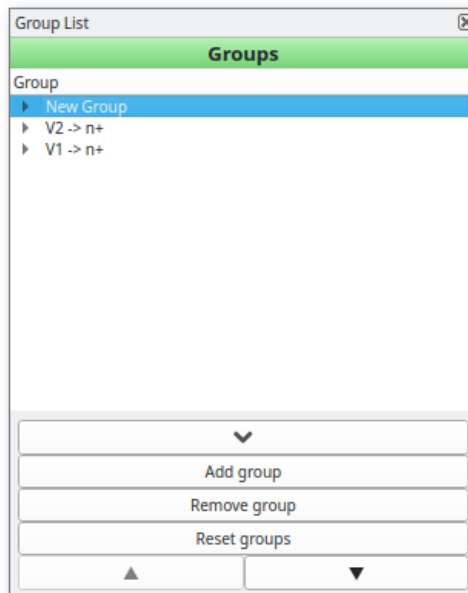 Group List
Groups
Group
New Group
V2 -> n+
V1 -> n+
Add group
Remove group
Reset groups